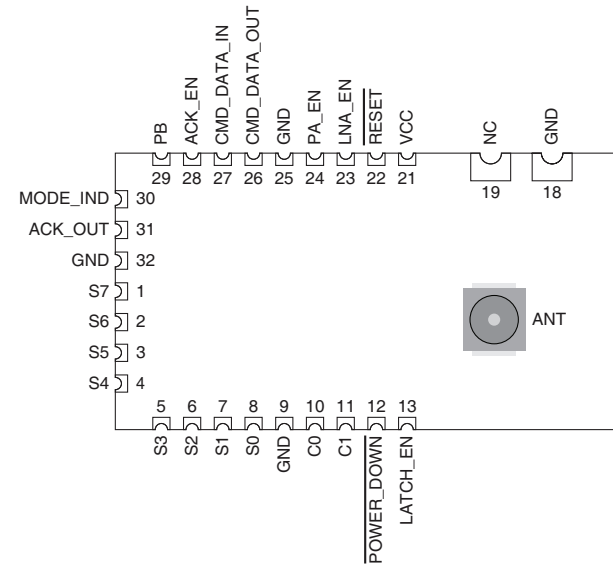 PB
ACK_EN
CMD_DATA_IN
CMD_DATA_OUT
GND
PA_EN
LNA_EN
RESET
VCC
NC
GND
29 28 27 26 25 24 23 22 21 19 18
MODE_IND 30
ACK_OUT 31
GND 32
S7 1
S6 2
S5 3
S4 4
ANT
5 6 7 8 9 10 11 12 13
S3
S2
S1
S0
GND
C0
C1
POWER_DOWN
LATCH_EN